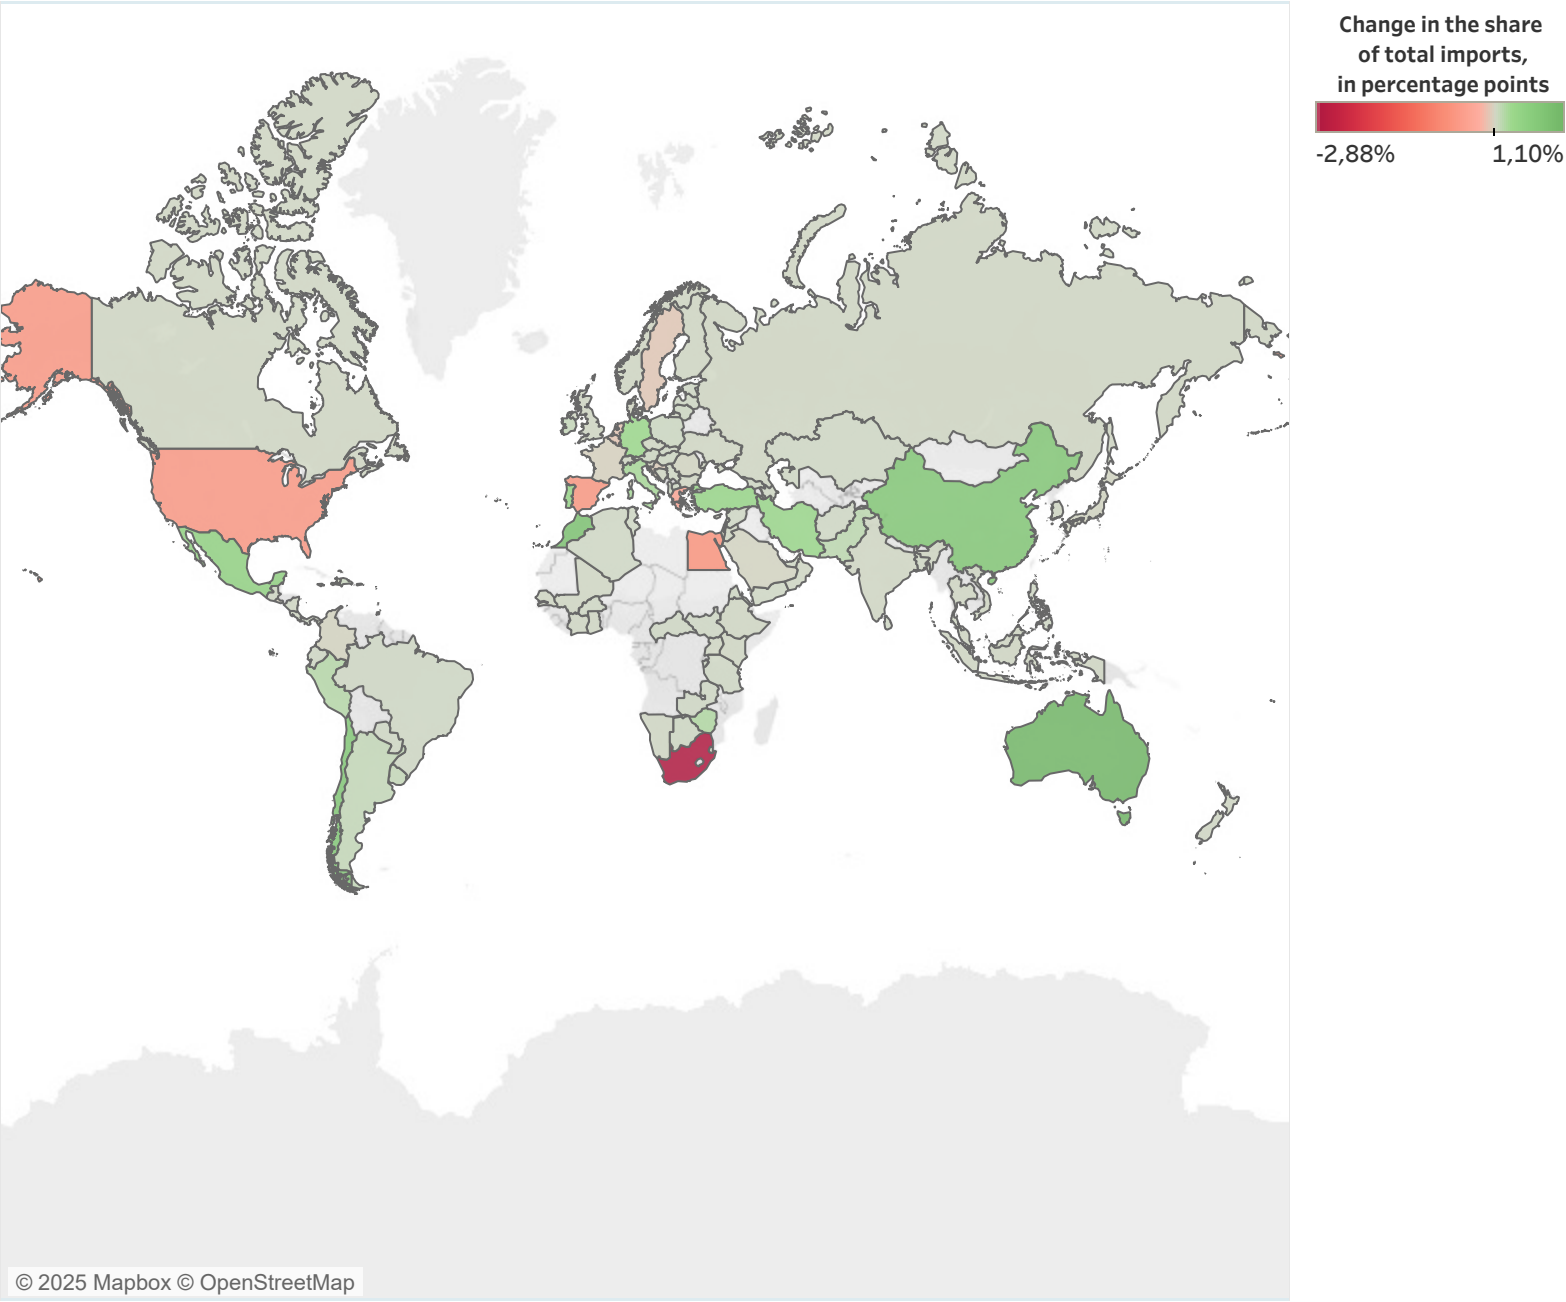 Change in the share
of total imports,
in percentage points
-2,88% 1,10%
© 2025 Mapbox © OpenStreetMap